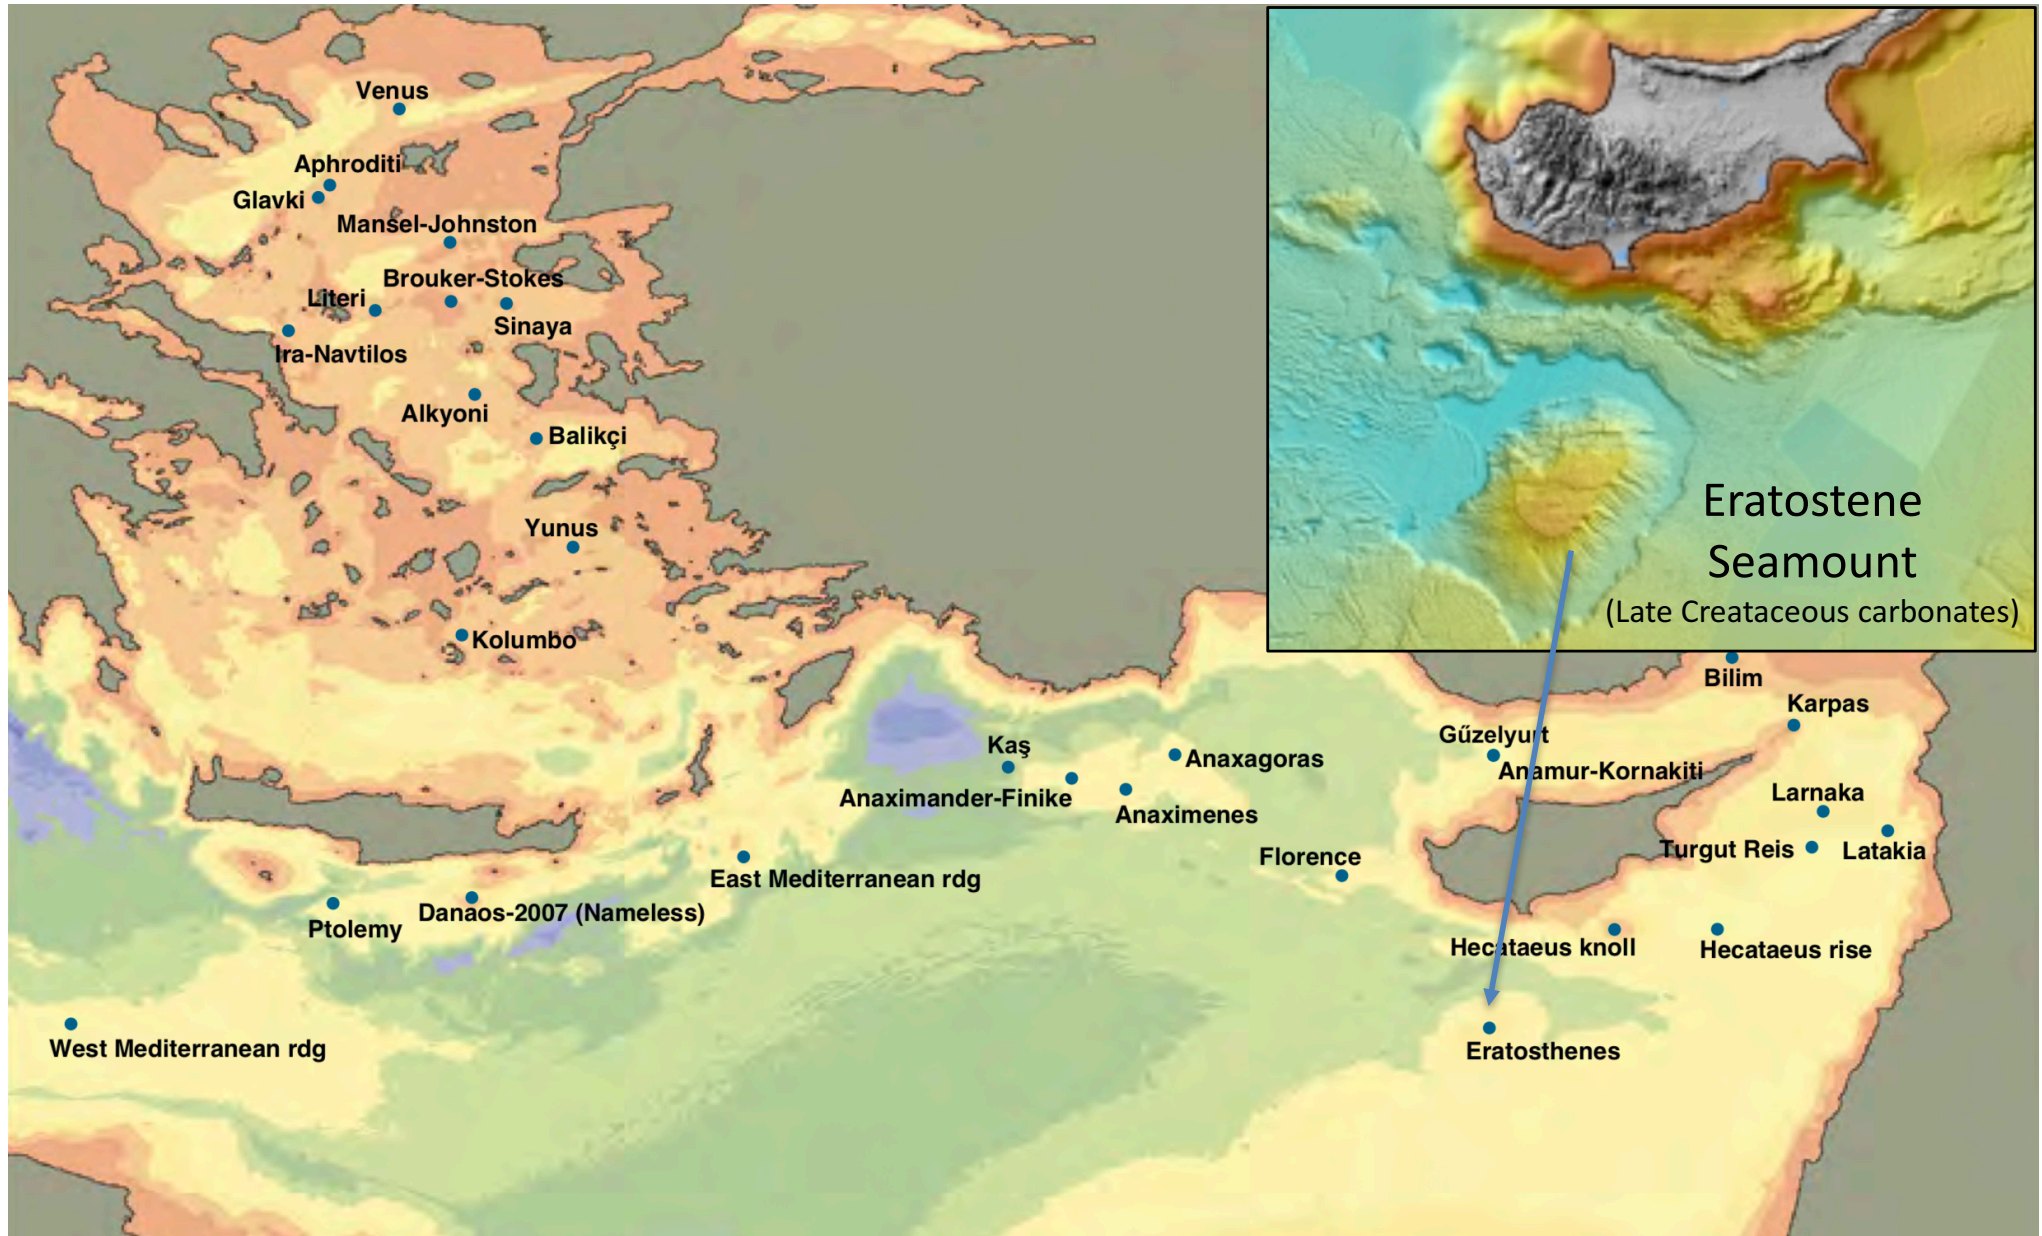 Venus
Aphroditi
Glavki
Mansel-Johnston
Brouker-Stokes
Literi
Sinaya
Ira-Navtilos
Alkyoni
Balikçi
Yunus
Kolumbo
Eratostene
Seamount
(Late Creataceous carbonates)
Bilim
Karpas
Gűzelyurt
Kaş
Anaxagoras
Anamur-Kornakiti
Anaximander-Finike
Larnaka
Anaximenes
Turgut Reis
Latakia
Florence
East Mediterranean rdg
Danaos-2007 (Nameless)
Ptolemy
Hecataeus knoll
Hecataeus rise
West Mediterranean rdg
Eratosthenes